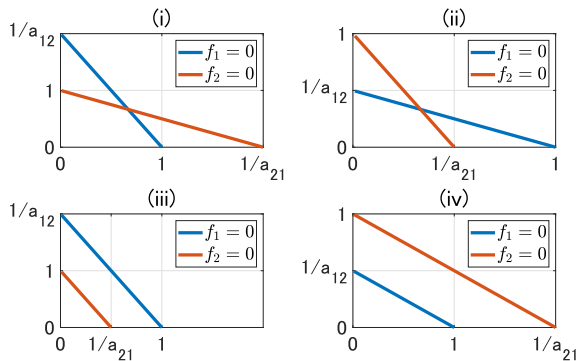 (i)
1/a₁₂
1
0
0 1 1/a₂₁
f₁ = 0
f₂ = 0
(ii)
1
1/a₁₂
0
0 1/a₂₁ 1
f₁ = 0
f₂ = 0
(iii)
1/a₁₂
1
0
0 1/a₂₁ 1
f₁ = 0
f₂ = 0
(iv)
1
1/a₁₂
0
0 1 1/a₂₁
f₁ = 0
f₂ = 0